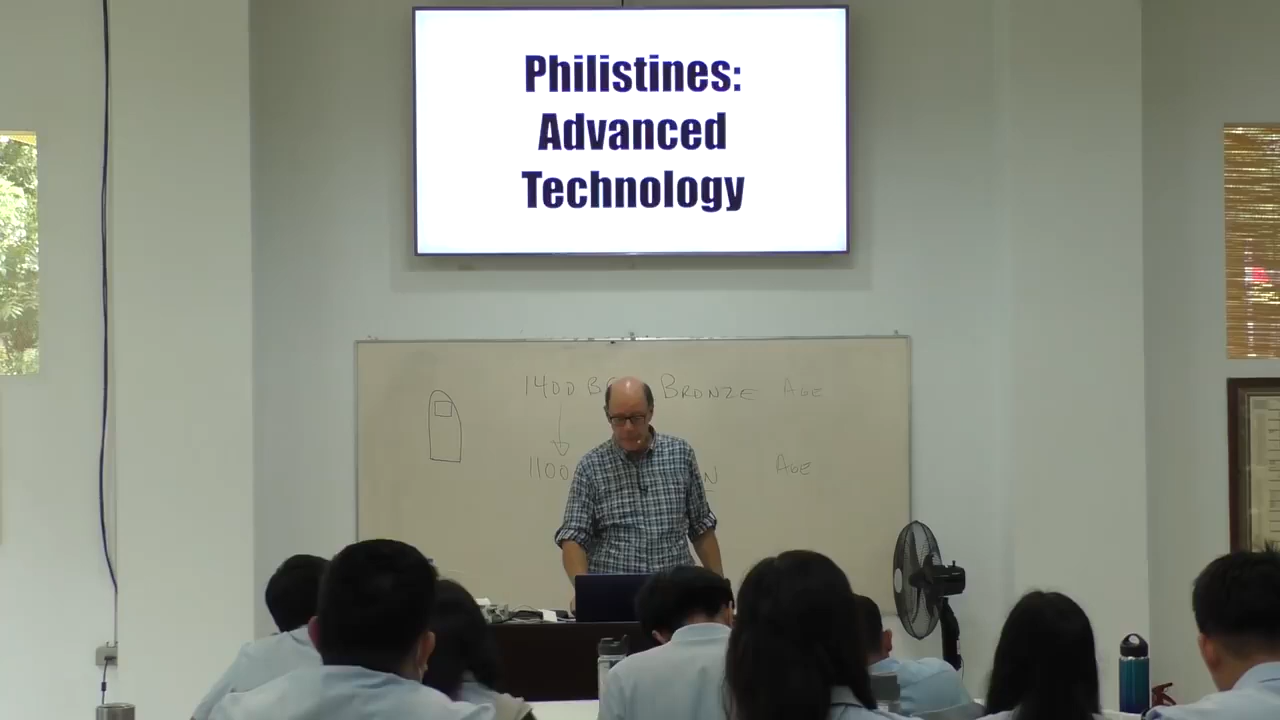 Philistines:
Advanced
Technology
1400 B BRONZE AGE
1100 N AGE